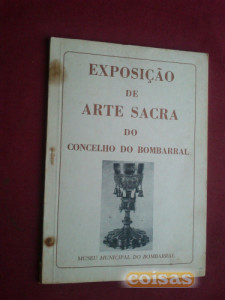 EXPOSIÇÃO
DE
ARTE SACRA
DO
CONCELHO DO BOMBARRAL
MUSEU MUNICIPAL DO BOMBARRAL
coisas